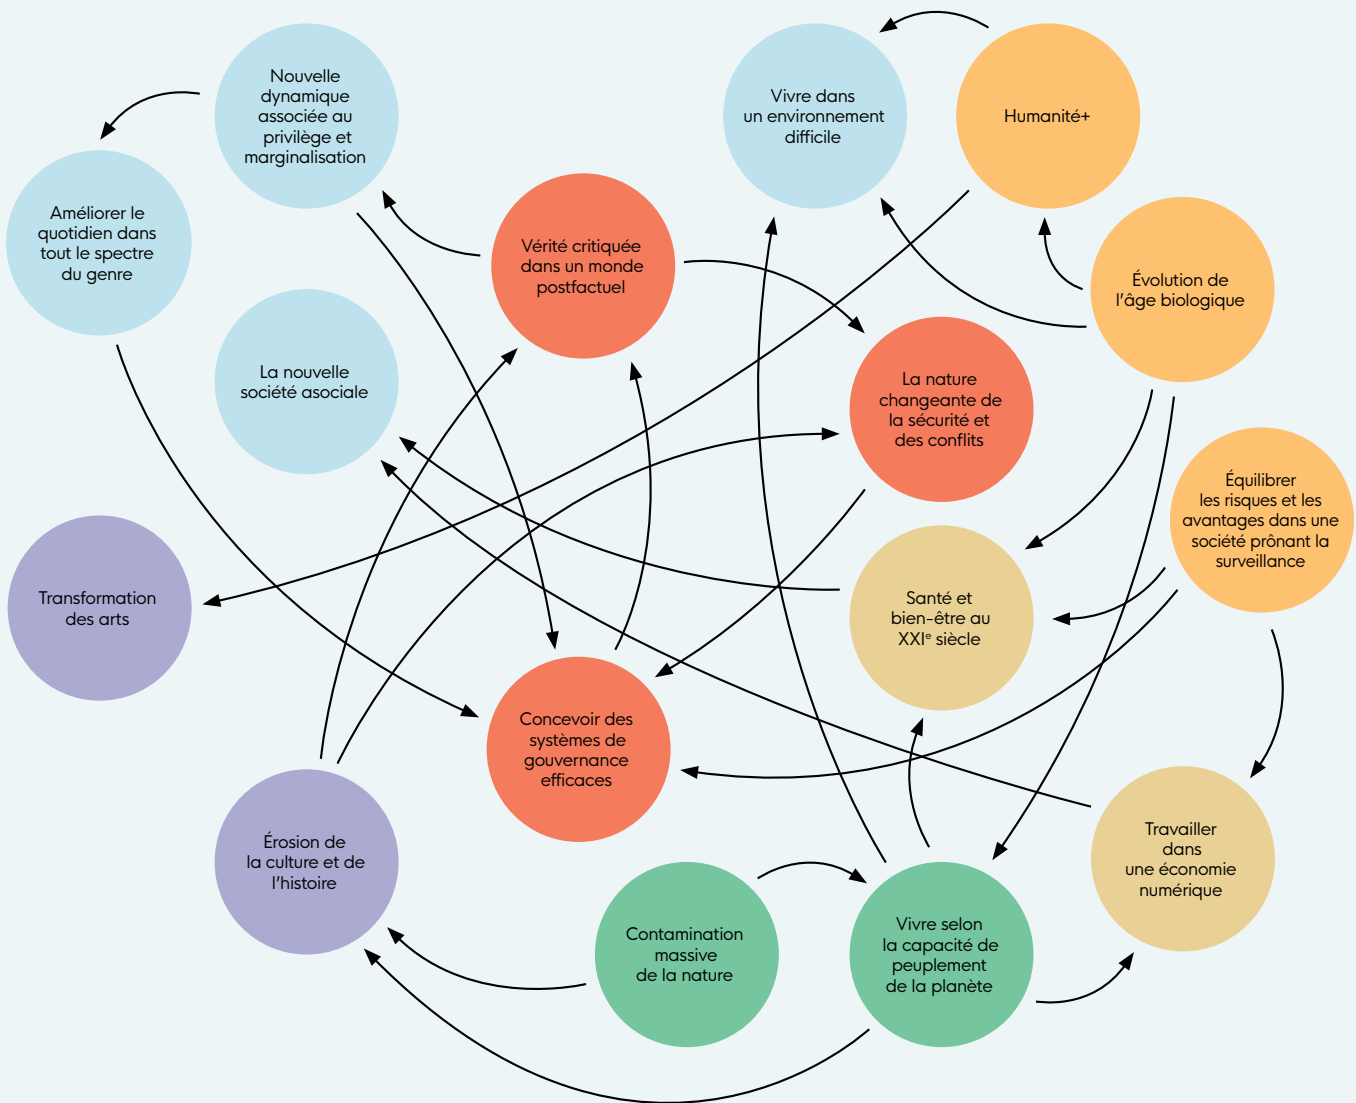 Nouvelle
dynamique
associée au
privilège et
marginalisation
Vivre dans
un environnement
difficile
Humanité+
Améliorer le
quotidien dans
tout le spectre
du genre
Vérité critiquée
dans un monde
postfactuel
Évolution de
l'âge biologique
La nouvelle
société asociale
La nature
changeante de
la sécurité et
des conflits
Équilibrer
les risques et les
avantages dans une
société prônant la
surveillance
Transformation
des arts
Santé et
bien-être au
XXIe siècle
Concevoir des
systèmes de
gouvernance
efficaces
Érosion de
la culture et de
l'histoire
Travailler
dans
une économie
numérique
Contamination
massive
de la nature
Vivre selon
la capacité de
peuplement
de la planète